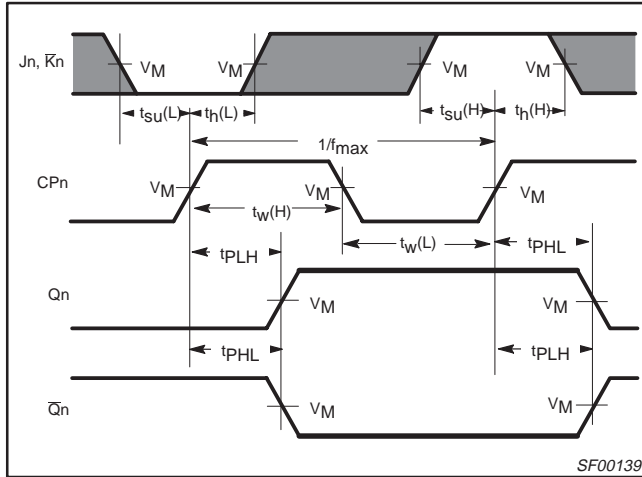 Jn, K̅n
VM VM VM VM
tsu(L) th(L) tsu(H) th(H)
1/fmax
CPn VM VM VM
tw(H)
tw(L)
tPLH tPHL
Qn VM VM
tPHL tPLH
Q̅n VM VM
SF00139